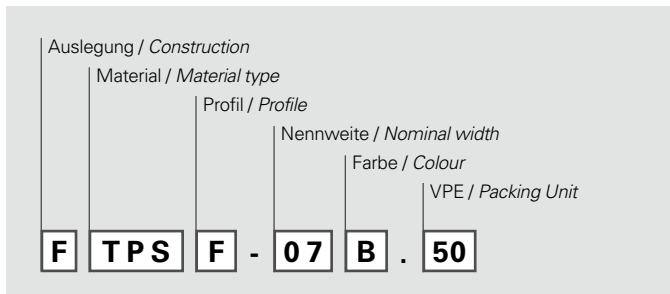 Auslegung / Construction
Material / Material type
Profil / Profile
Nennweite / Nominal width
Farbe / Colour
VPE / Packing Unit
F TPS F - 07 B . 50